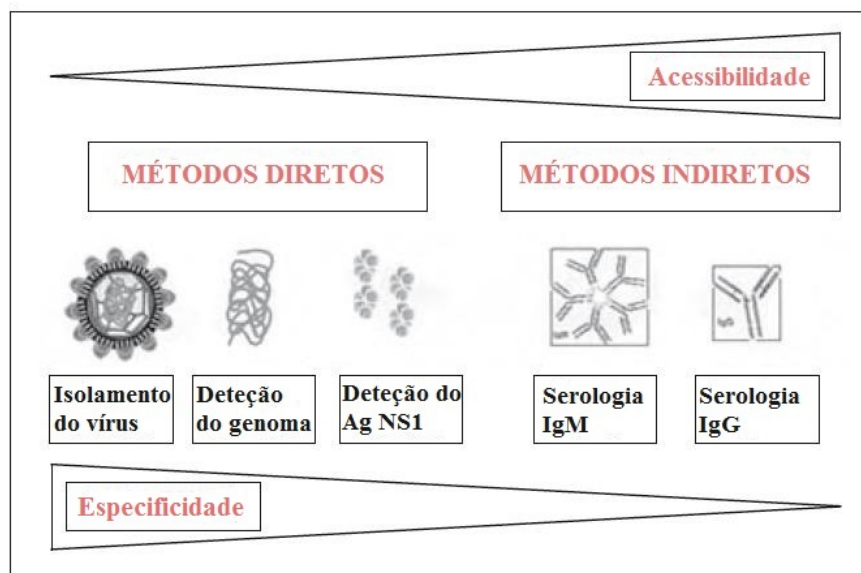 Acessibilidade
MÉTODOS DIRETOS
MÉTODOS INDIRETOS
Isolamento
do vírus
Deteção
do genoma
Deteção do
Ag NS1
Serologia
IgM
Serologia
IgG
Especificidade